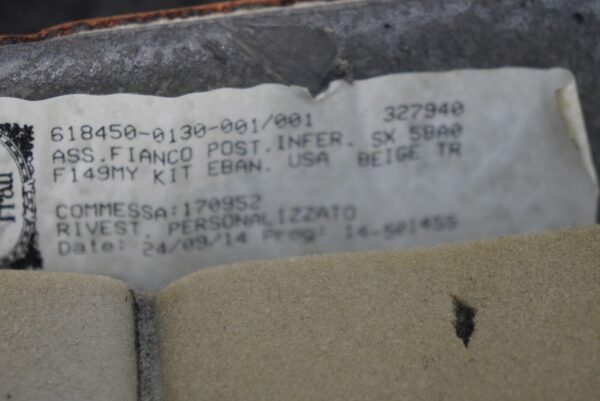 Frau
618450-0130-001/001 327940
ASS.FIANCO POST.INFER. SX 58A0
F149MY KIT EBAN. USA BEIGE TR
COMMESSA:170952
RIVEST. PERSONALIZZATO
Date: 24/09/14 Prog: 14-501455